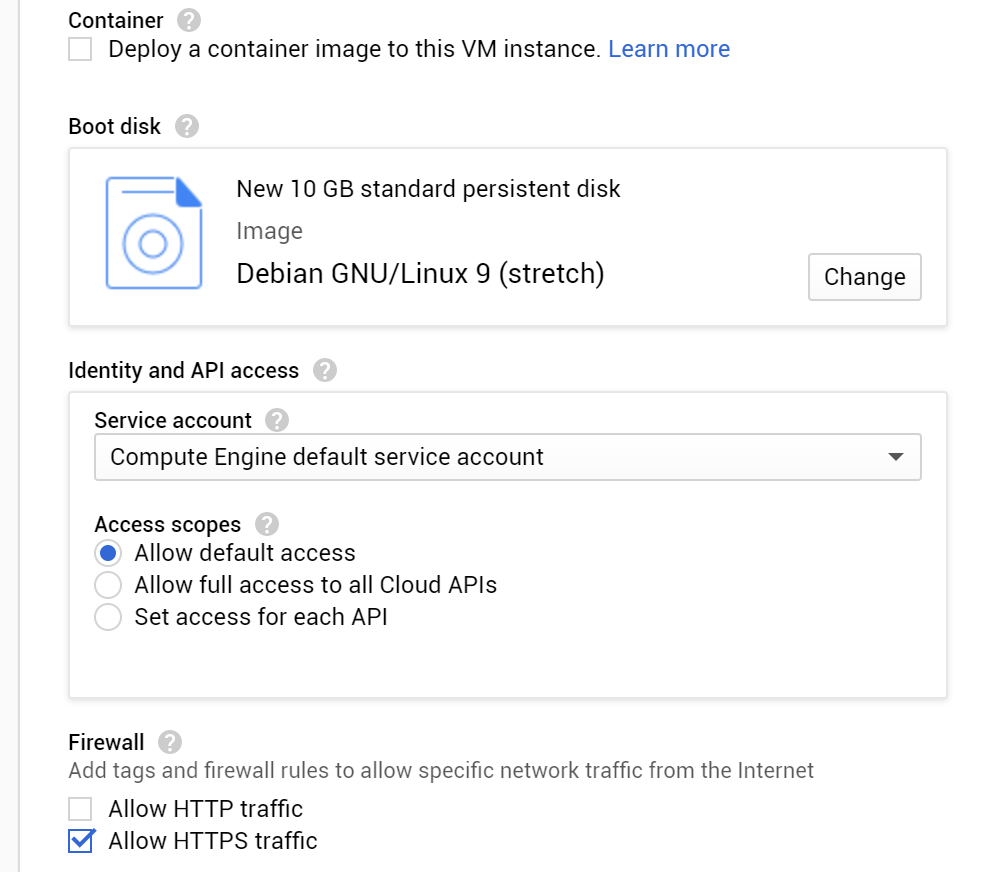 Container ?
Deploy a container image to this VM instance. Learn more
Boot disk ?
New 10 GB standard persistent disk
Image
Debian GNU/Linux 9 (stretch)
Change
Identity and API access ?
Service account ?
Compute Engine default service account
Access scopes ?
Allow default access
Allow full access to all Cloud APIs
Set access for each API
Firewall ?
Add tags and firewall rules to allow specific network traffic from the Internet
Allow HTTP traffic
Allow HTTPS traffic